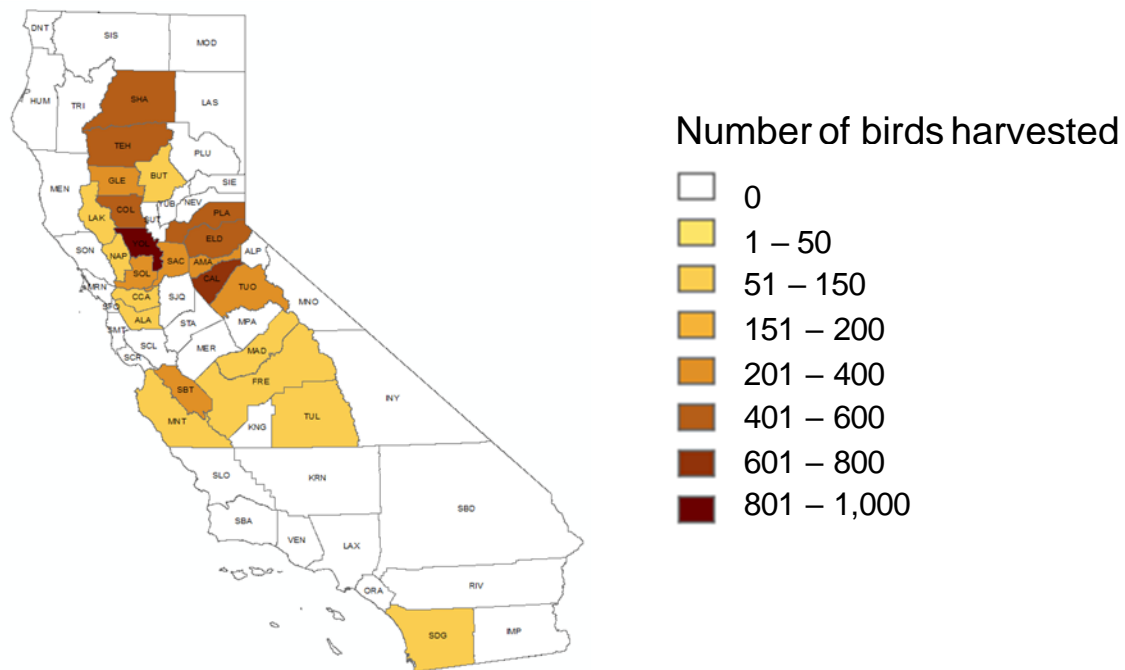 DNT
SIS
MOD
HUM
TRI
SHA
LAS
TEH
PLU
MEN
GLE
BUT
SIE
LAK
COL
SUT
YUB
NEV
PLA
SON
NAP
YOL
SAC
ELD
ALP
SOL
AMA
MRN
CCA
SJQ
CAL
TUO
MNO
SFO
ALA
STA
MPA
SMT
SCL
MER
MAD
SCR
SBT
FRE
MNT
KNG
TUL
INY
SLO
KRN
SBD
SBA
VEN
LAX
ORA
RIV
SDG
IMP
Number of birds harvested
0
1 – 50
51 – 150
151 – 200
201 – 400
401 – 600
601 – 800
801 – 1,000